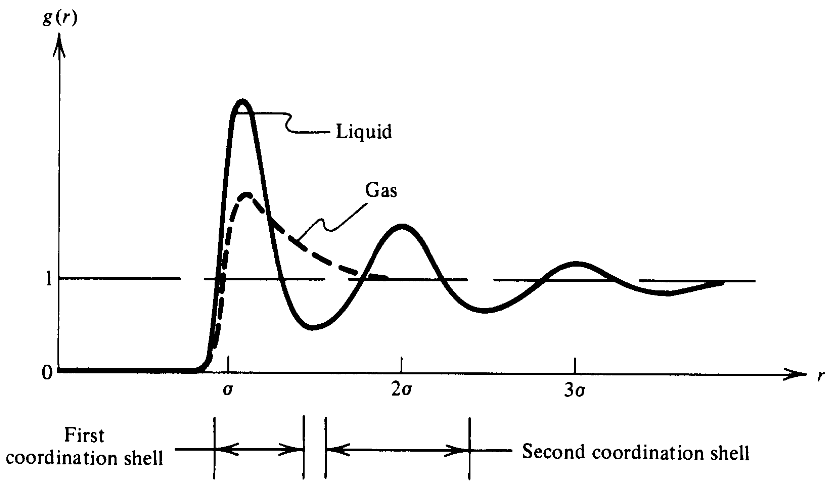 g(r)
Liquid
Gas
1
0
σ
2σ
3σ
r
First
coordination shell
Second coordination shell